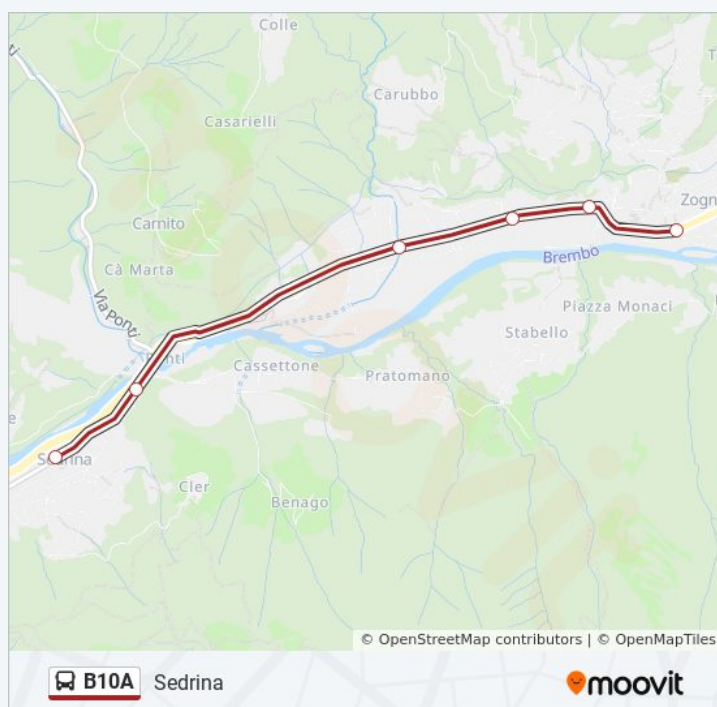 Colle
Carubbo
Casarielli
Zogn
Carnito
Brembo
Cà Marta
Via Ponti
Piazza Monaci
Stabello
Ponti
Cassettone
Pratomano
Sedrina
Cler
Benago
© OpenStreetMap contributors | © OpenMapTiles
B10A Sedrina
moovit